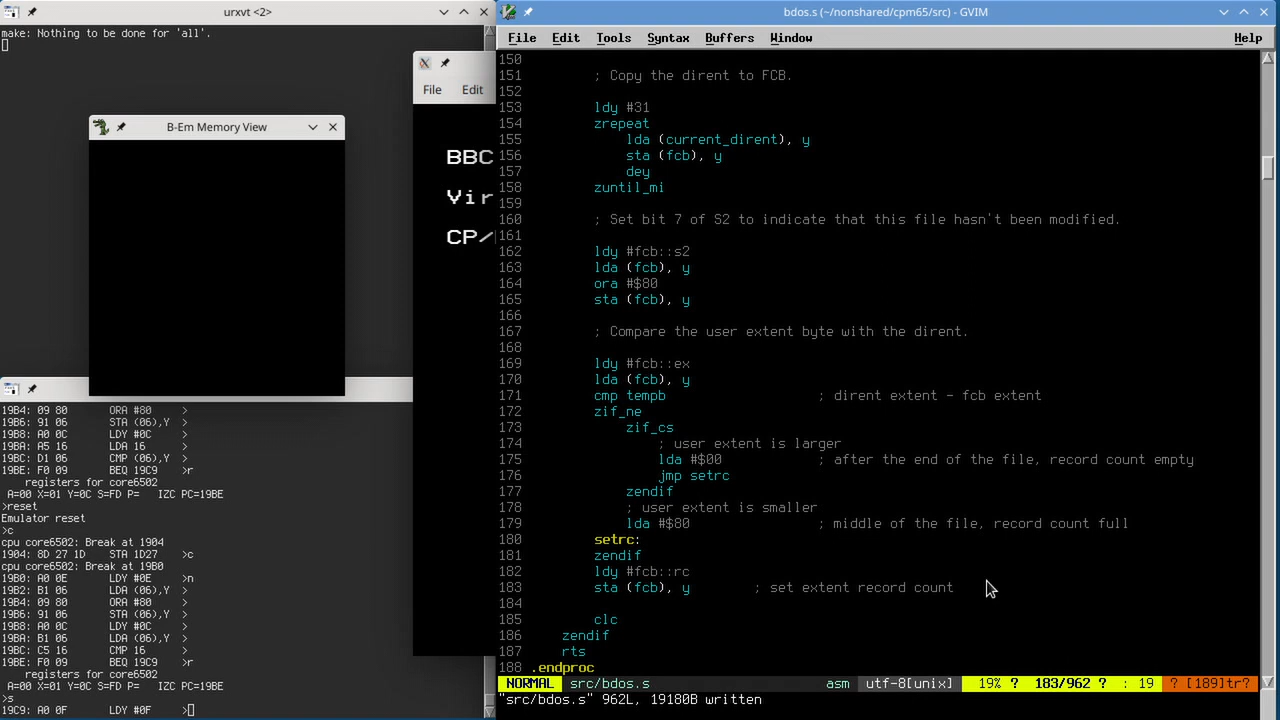 urxvt <2>
make: Nothing to be done for 'all'.
B-Em Memory View
File Edit
BBC
Vir
CP/
19B4: 09 80 ORA #80 >
19B6: 91 06 STA (06),Y >
19B8: A0 0C LDY #0C >
19BA: A5 16 LDA 16 >
19BC: D1 06 CMP (06),Y >
19BE: F0 09 BEQ 19C9 >r
registers for core6502
A=00 X=01 Y=0C S=FD P= IZC PC=19BE
>reset
Emulator reset
>c
cpu core6502: Break at 1904
1904: 8D 27 1D STA 1D27 >c
cpu core6502: Break at 19B0
19B0: A0 0E LDY #0E >n
19B2: B1 06 LDA (06),Y >
19B4: 09 80 ORA #80 >
19B6: 91 06 STA (06),Y >
19B8: A0 0C LDY #0C >
19BA: B1 06 LDA (06),Y >
19BC: C5 16 CMP 16 >
19BE: F0 09 BEQ 19C9 >r
registers for core6502
A=00 X=01 Y=0C S=FD P= IZC PC=19BE
>s
19C9: A0 0F LDY #0F >
bdos.s (~/nonshared/cpm65/src) - GVIM
File Edit Tools Syntax Buffers Window Help
150
151 ; Copy the dirent to FCB.
152
153 ldy #31
154 zrepeat
155 lda (current_dirent), y
156 sta (fcb), y
157 dey
158 zuntil_mi
159
160 ; Set bit 7 of S2 to indicate that this file hasn't been modified.
161
162 ldy #fcb::s2
163 lda (fcb), y
164 ora #$80
165 sta (fcb), y
166
167 ; Compare the user extent byte with the dirent.
168
169 ldy #fcb::ex
170 lda (fcb), y
171 cmp tempb ; dirent extent - fcb extent
172 zif_ne
173 zif_cs
174 ; user extent is larger
175 lda #$00 ; after the end of the file, record count empty
176 jmp setrc
177 zendif
178 ; user extent is smaller
179 lda #$80 ; middle of the file, record count full
180 setrc:
181 zendif
182 ldy #fcb::rc
183 sta (fcb), y ; set extent record count
184
185 clc
186 zendif
187 rts
188 .endproc
NORMAL src/bdos.s asm utf-8[unix] 19% ? 183/962 ? : 19 ? [189]tr?
"src/bdos.s" 962L, 19180B written